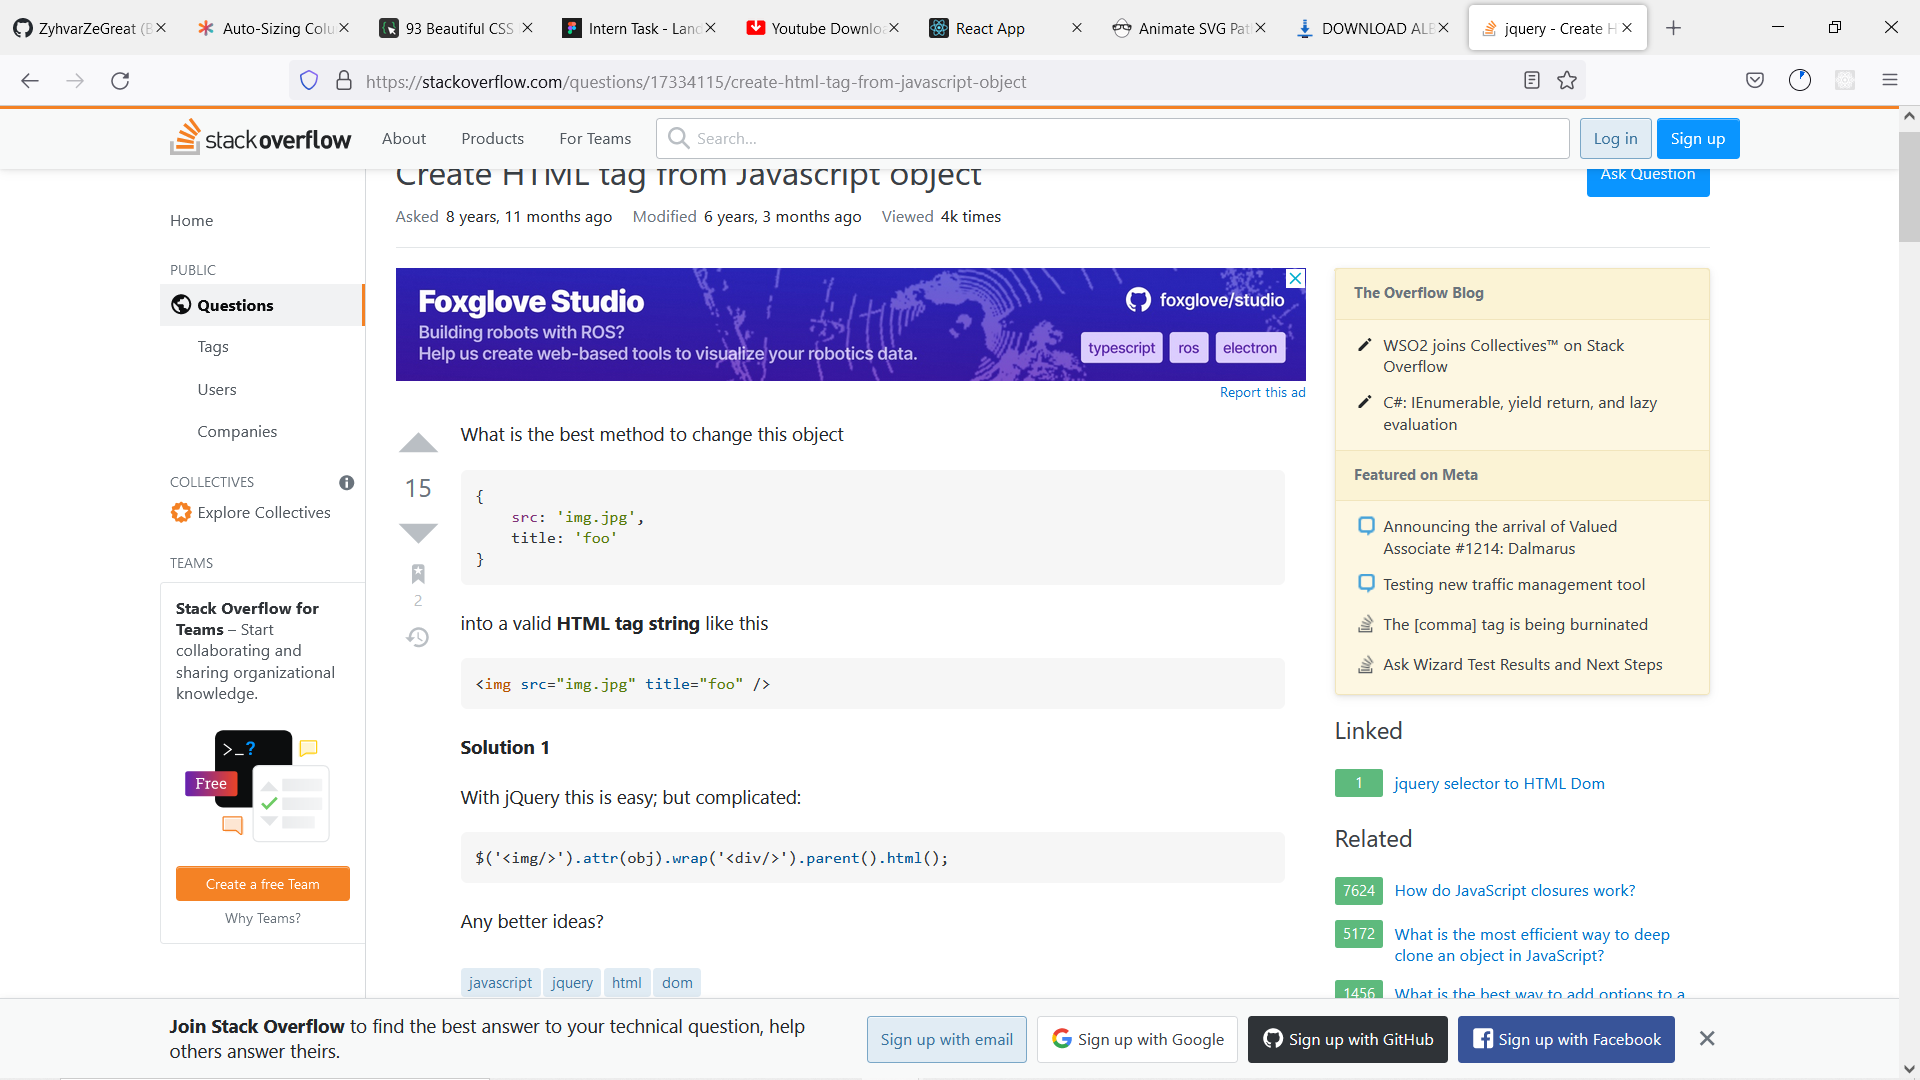 ZyhvarZeGreat (B
Auto-Sizing Colu
93 Beautiful CSS
Intern Task - Land
Youtube Downloa
React App
Animate SVG Pat
DOWNLOAD ALB
jquery - Create H
https://stackoverflow.com/questions/17334115/create-html-tag-from-javascript-object
stackoverflow
About
Products
For Teams
Search...
Log in
Sign up
Create HTML tag from Javascript object
Ask Question
Asked 8 years, 11 months ago
Modified 6 years, 3 months ago
Viewed 4k times
Home
PUBLIC
Questions
Tags
Users
Companies
COLLECTIVES
Explore Collectives
TEAMS
Stack Overflow for
Teams – Start
collaborating and
sharing organizational
knowledge.
>_?
Free
Create a free Team
Why Teams?
Foxglove Studio
Building robots with ROS?
Help us create web-based tools to visualize your robotics data.
foxglove/studio
typescript
ros
electron
Report this ad
15
2
What is the best method to change this object
{
src: 'img.jpg',
title: 'foo'
}
into a valid HTML tag string like this
<img src="img.jpg" title="foo" />
Solution 1
With jQuery this is easy; but complicated:
$('<img/>').attr(obj).wrap('<div/>').parent().html();
Any better ideas?
javascript
jquery
html
dom
The Overflow Blog
WSO2 joins Collectives™ on Stack
Overflow
C#: IEnumerable, yield return, and lazy
evaluation
Featured on Meta
Announcing the arrival of Valued
Associate #1214: Dalmarus
Testing new traffic management tool
The [comma] tag is being burninated
Ask Wizard Test Results and Next Steps
Linked
1
jquery selector to HTML Dom
Related
7624
How do JavaScript closures work?
5172
What is the most efficient way to deep
clone an object in JavaScript?
1456
What is the best way to add options to a
Join Stack Overflow to find the best answer to your technical question, help
others answer theirs.
Sign up with email
Sign up with Google
Sign up with GitHub
Sign up with Facebook